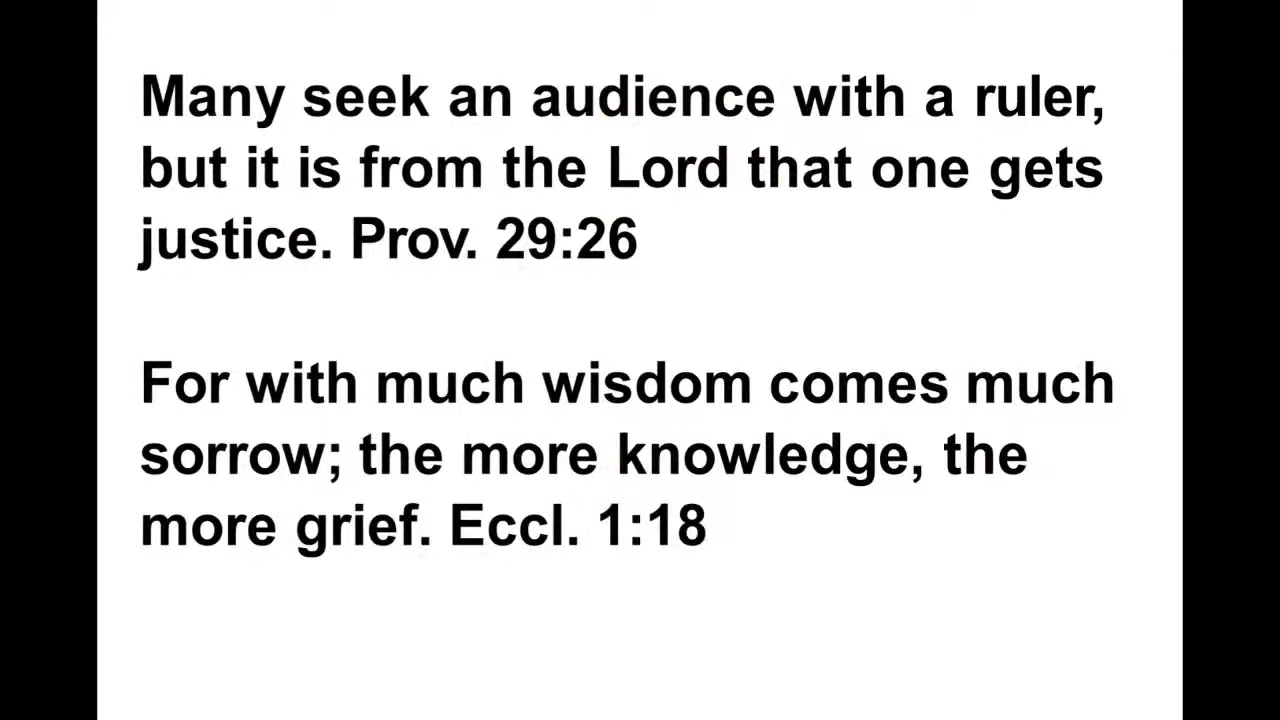 Many seek an audience with a ruler,
but it is from the Lord that one gets
justice. Prov. 29:26
For with much wisdom comes much
sorrow; the more knowledge, the
more grief. Eccl. 1:18